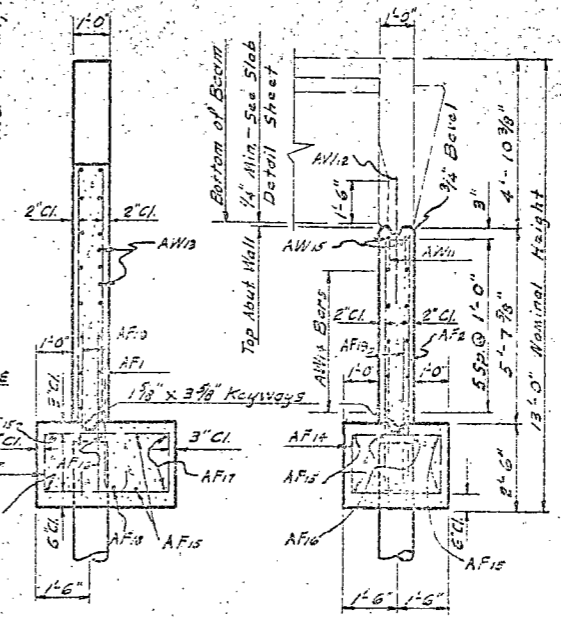 1'-0"
1'-0"
Bottom of Beam
1/4" Min.-See Slab
Detail Sheet
AW12
3/4" Bevel
4'-10 3/8"
1'-6"
3"
2" Cl.
2" Cl.
AW13
AW15
AW11
Top Abut Wall
13'-0" Nominal Height
AW14 Bars
5 Sp @ 1'-0"
5'-7 5/8"
2" Cl.
2" Cl.
1'-0"
AF1
AF2
1'-0"
1'-0"
3" Cl.
1 5/8" x 3 5/8" Keyways
3" Cl.
AF17
AF14
AF15
AF18
AF15
AF16
AF15
2'-6"
6" Cl.
6" Cl.
1'-6"
1'-6"
1'-6"